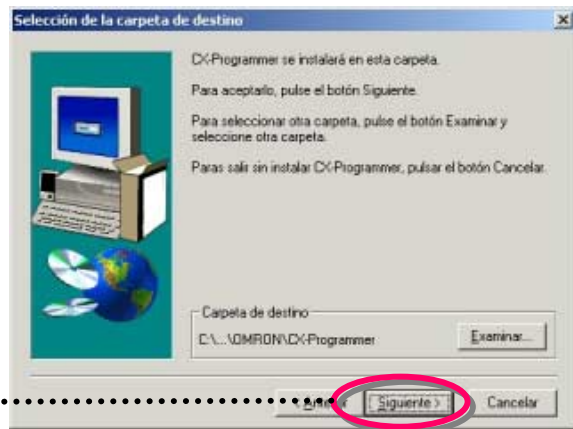 Selección de la carpeta de destino
CX-Programmer se instalará en esta carpeta.
Para aceptarlo, pulse el botón Siguiente.
Para seleccionar otra carpeta, pulse el botón Examinar y
seleccione otra carpeta.
Paras salir sin instalar CX-Programmer, pulsar el botón Cancelar.
Carpeta de destino
C:\...\OMRON\CX-Programmer
Examinar...
Siguiente >
Cancelar